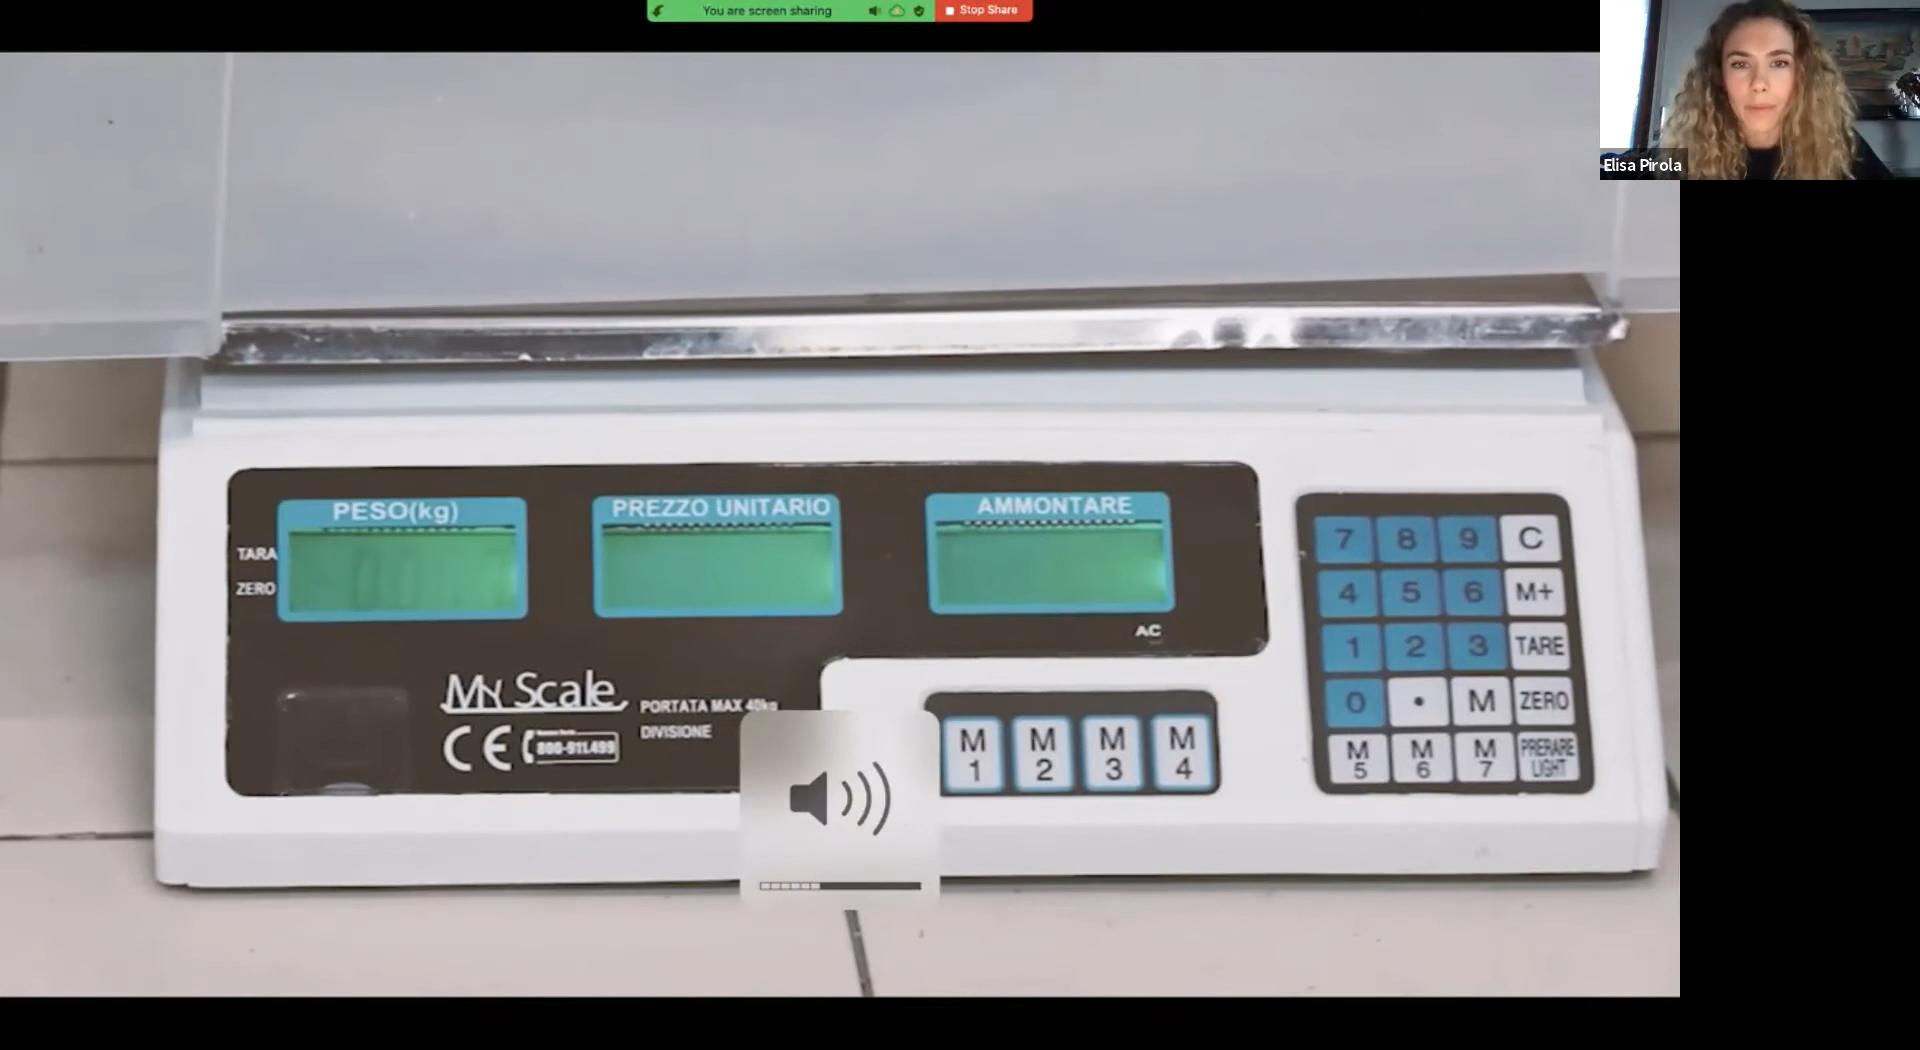 You are screen sharing
Stop Share
Elisa Pirola
PESO(kg)
PREZZO UNITARIO
AMMONTARE
TARA
ZERO
AC
My Scale
PORTATA MAX 40kg
DIVISIONE
CE
800-911.499
M 1
M 2
M 3
M 4
7 8 9 C
4 5 6 M+
1 2 3 TARE
0 . M ZERO
M 5
M 6
M 7
PRERARE
LIGHT